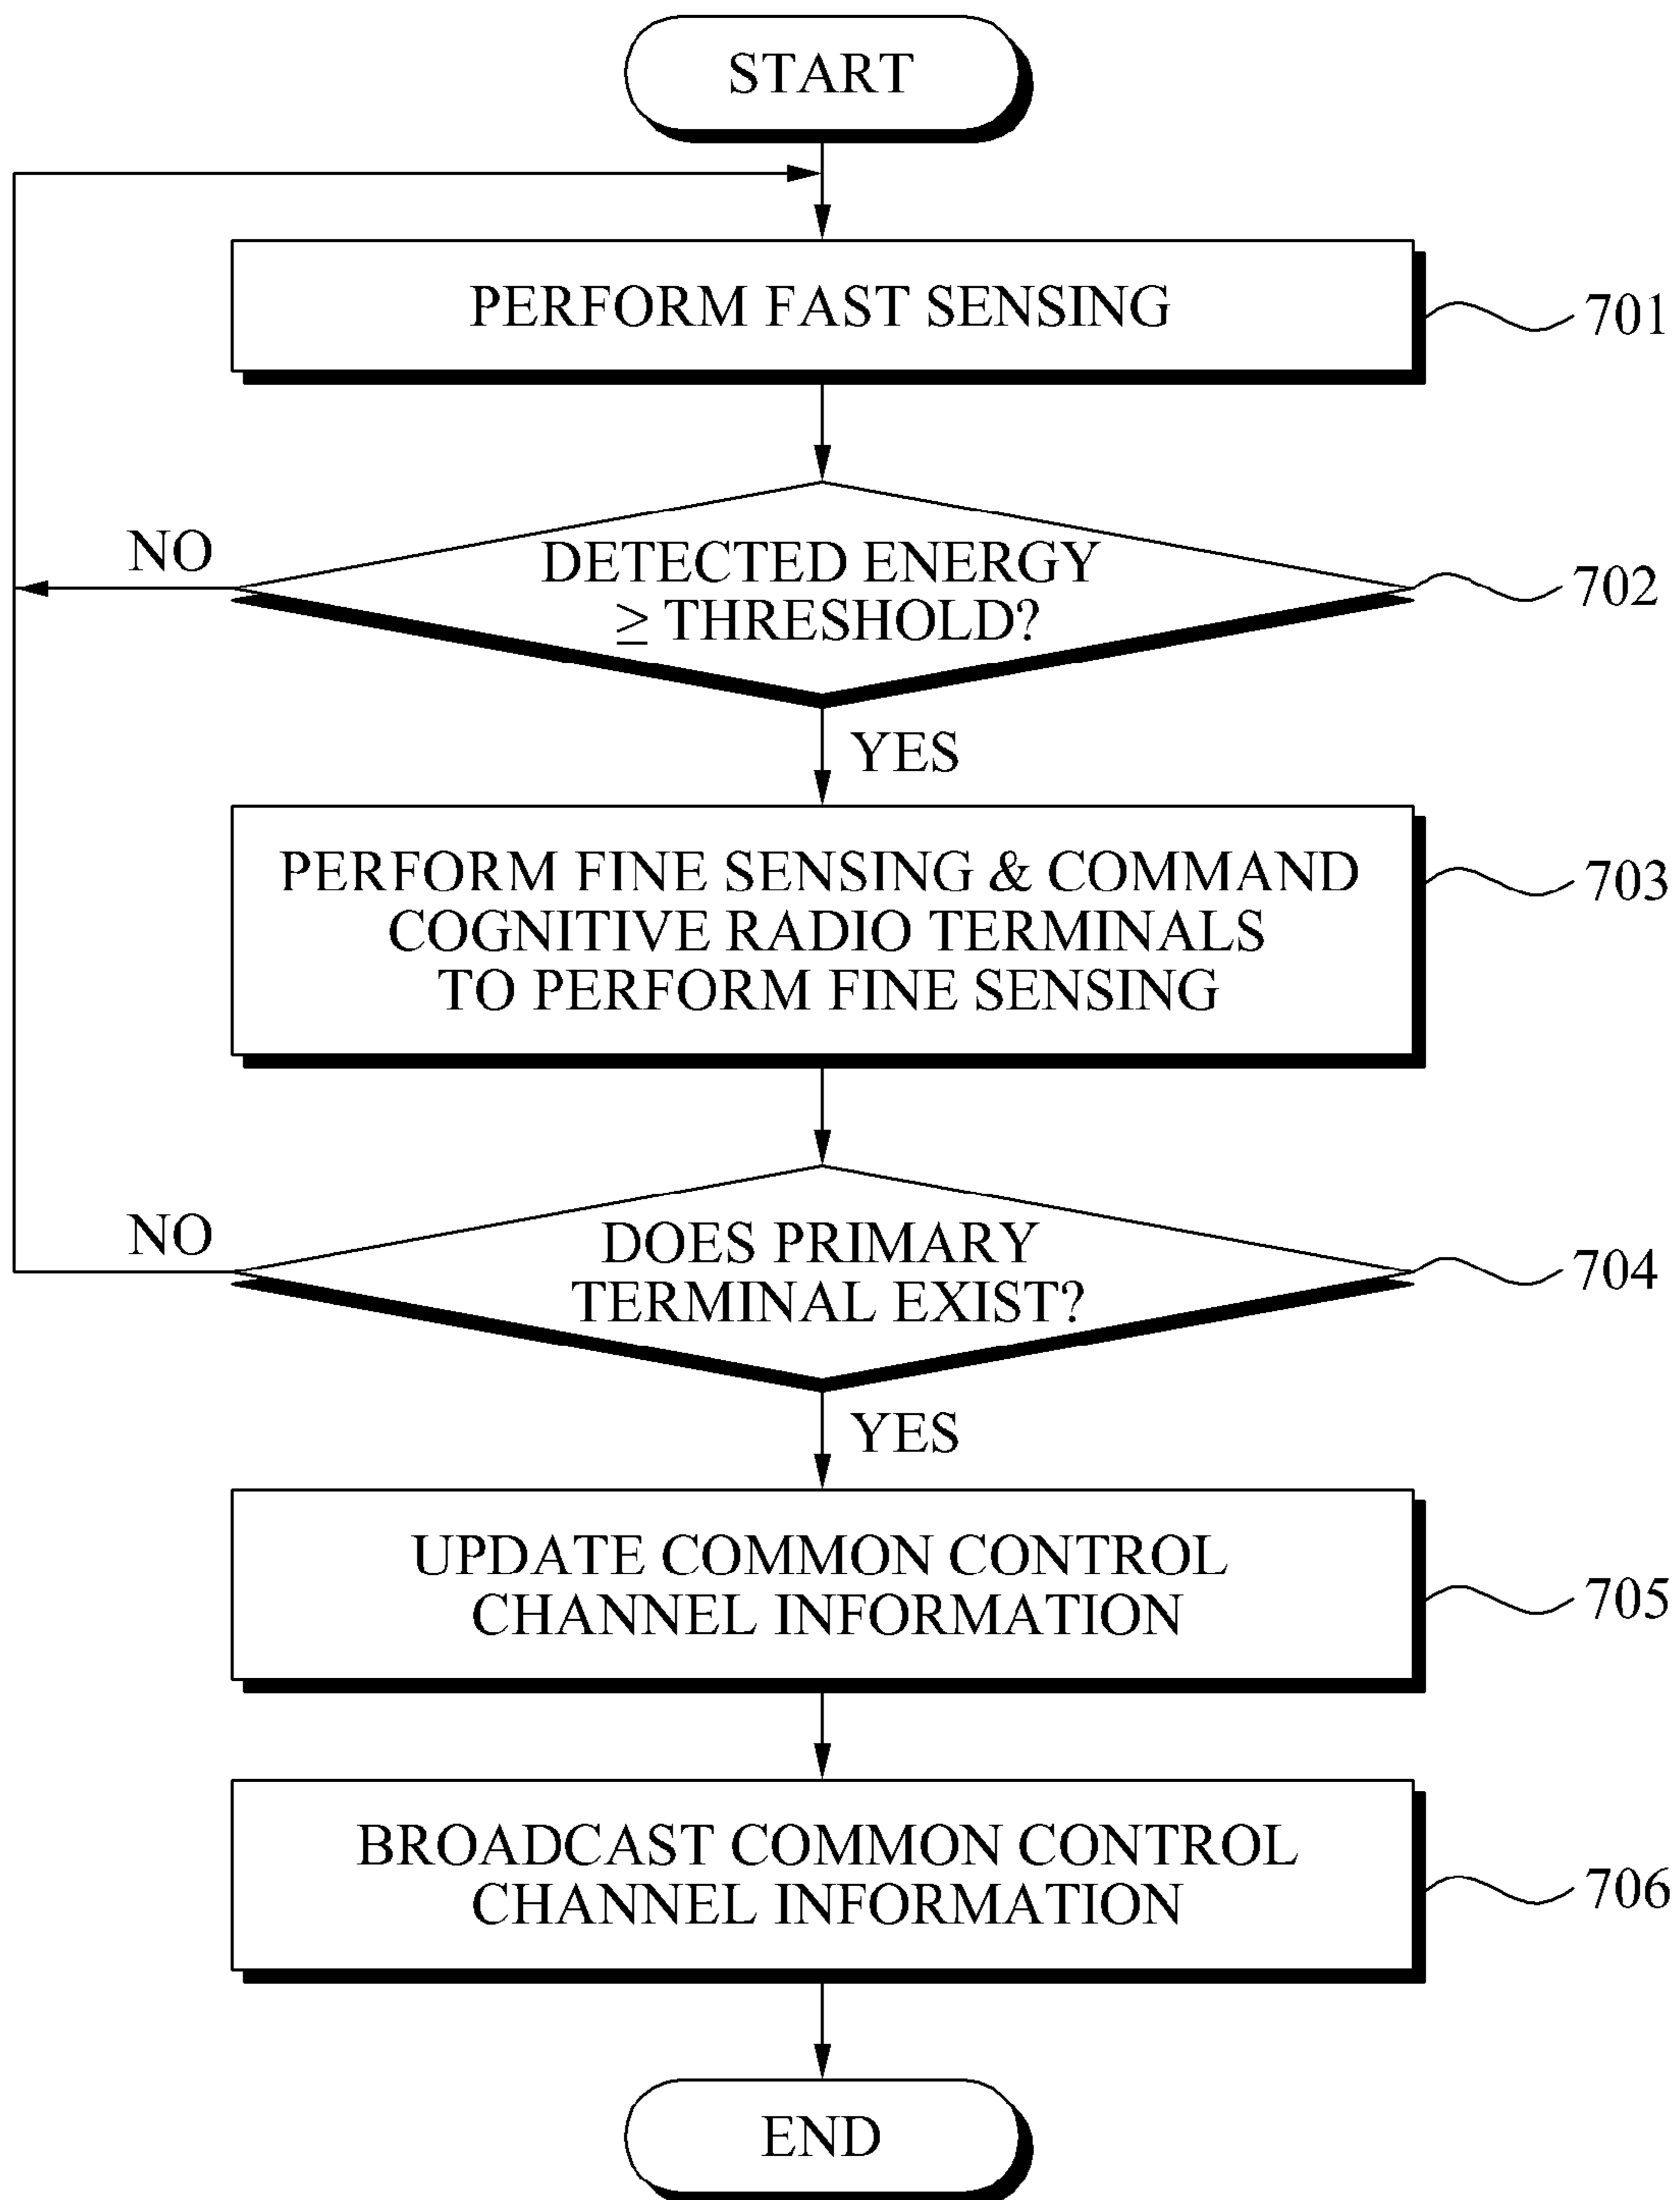 START
PERFORM FAST SENSING
701
NO
DETECTED ENERGY
≥ THRESHOLD?
702
YES
PERFORM FINE SENSING & COMMAND
COGNITIVE RADIO TERMINALS
TO PERFORM FINE SENSING
703
NO
DOES PRIMARY
TERMINAL EXIST?
704
YES
UPDATE COMMON CONTROL
CHANNEL INFORMATION
705
BROADCAST COMMON CONTROL
CHANNEL INFORMATION
706
END